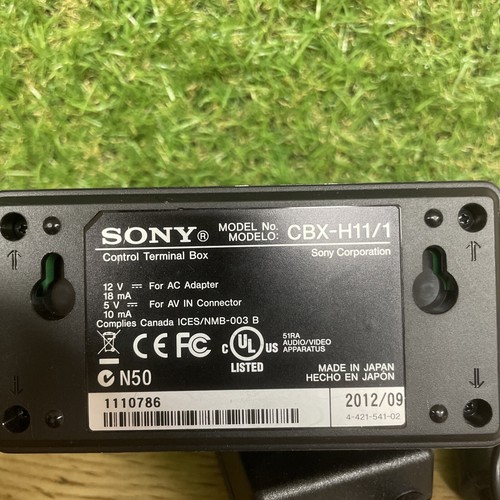 SONY®
MODEL No.
MODELO: CBX-H11/1
Control Terminal Box
Sony Corporation
12 V ⎓ For AC Adapter
18 mA
5 V ⎓ For AV IN Connector
10 mA
Complies Canada ICES/NMB-003 B
CE FC c UL US
LISTED
51RA
AUDIO/VIDEO
APPARATUS
N50
MADE IN JAPAN
HECHO EN JAPÓN
1110786
2012/09
4-421-541-02